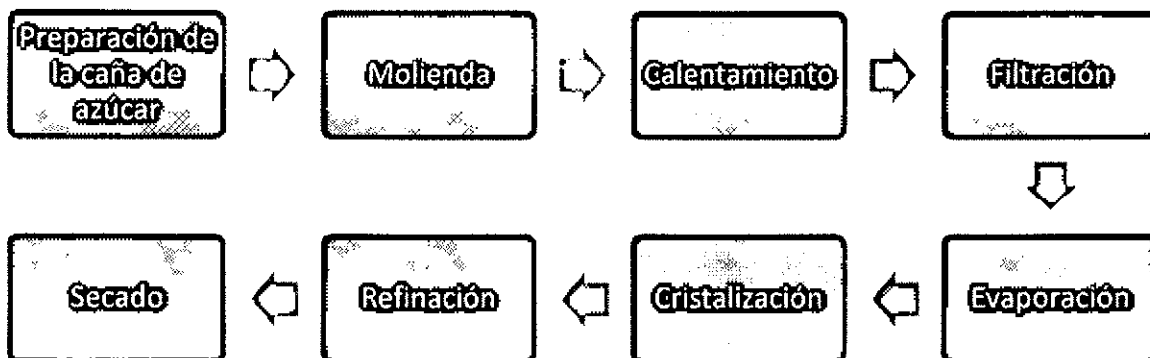 Preparación de
la caña de
azúcar
Molienda
Calentamiento
Filtración
Evaporación
Cristalización
Refinación
Secado